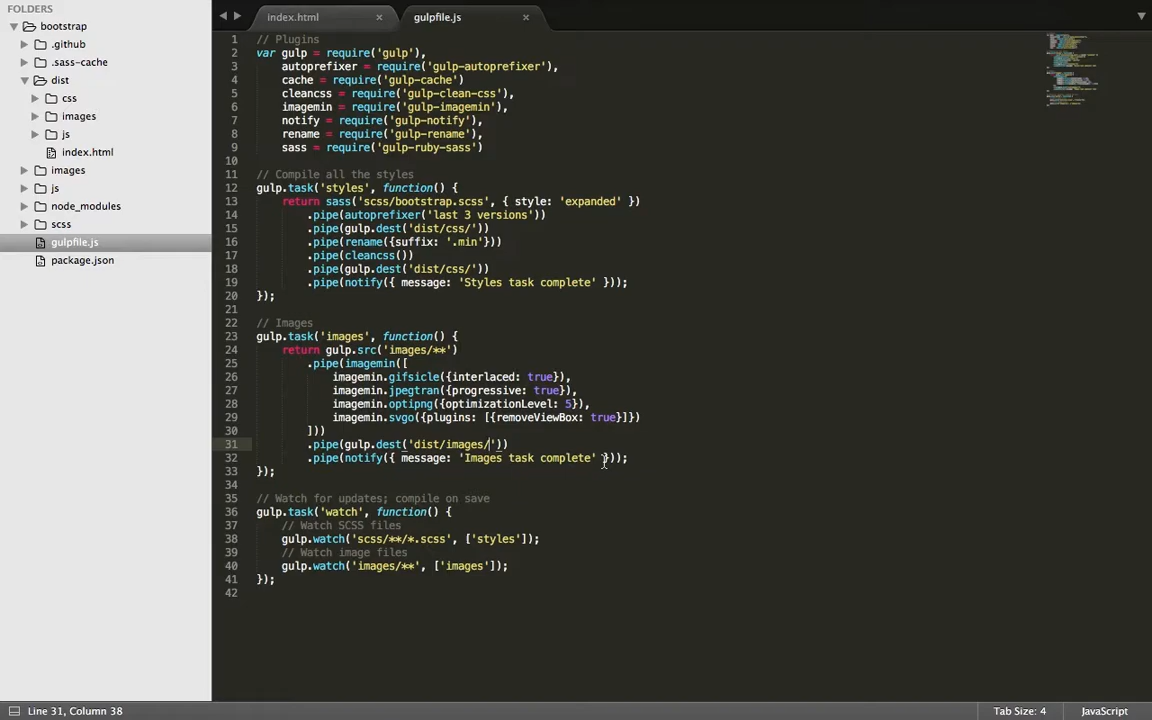 FOLDERS
bootstrap
.github
.sass-cache
dist
css
images
js
index.html
images
js
node_modules
scss
gulpfile.js
package.json
index.html × gulpfile.js ×
1 // Plugins
2 var gulp = require('gulp'),
3 autoprefixer = require('gulp-autoprefixer'),
4 cache = require('gulp-cache')
5 cleancss = require('gulp-clean-css'),
6 imagemin = require('gulp-imagemin'),
7 notify = require('gulp-notify'),
8 rename = require('gulp-rename'),
9 sass = require('gulp-ruby-sass')
10
11 // Compile all the styles
12 gulp.task('styles', function() {
13 return sass('scss/bootstrap.scss', { style: 'expanded' })
14 .pipe(autoprefixer('last 3 versions'))
15 .pipe(gulp.dest('dist/css/'))
16 .pipe(rename({suffix: '.min'}))
17 .pipe(cleancss())
18 .pipe(gulp.dest('dist/css/'))
19 .pipe(notify({ message: 'Styles task complete' }));
20 });
21
22 // Images
23 gulp.task('images', function() {
24 return gulp.src('images/**')
25 .pipe(imagemin([
26 imagemin.gifsicle({interlaced: true}),
27 imagemin.jpegtran({progressive: true}),
28 imagemin.optipng({optimizationLevel: 5}),
29 imagemin.svgo({plugins: [{removeViewBox: true}]})
30 ]))
31 .pipe(gulp.dest('dist/images/'))
32 .pipe(notify({ message: 'Images task complete' }));
33 });
34
35 // Watch for updates; compile on save
36 gulp.task('watch', function() {
37 // Watch SCSS files
38 gulp.watch('scss/**/*.scss', ['styles']);
39 // Watch image files
40 gulp.watch('images/**', ['images']);
41 });
42
Line 31, Column 38 Tab Size: 4 JavaScript